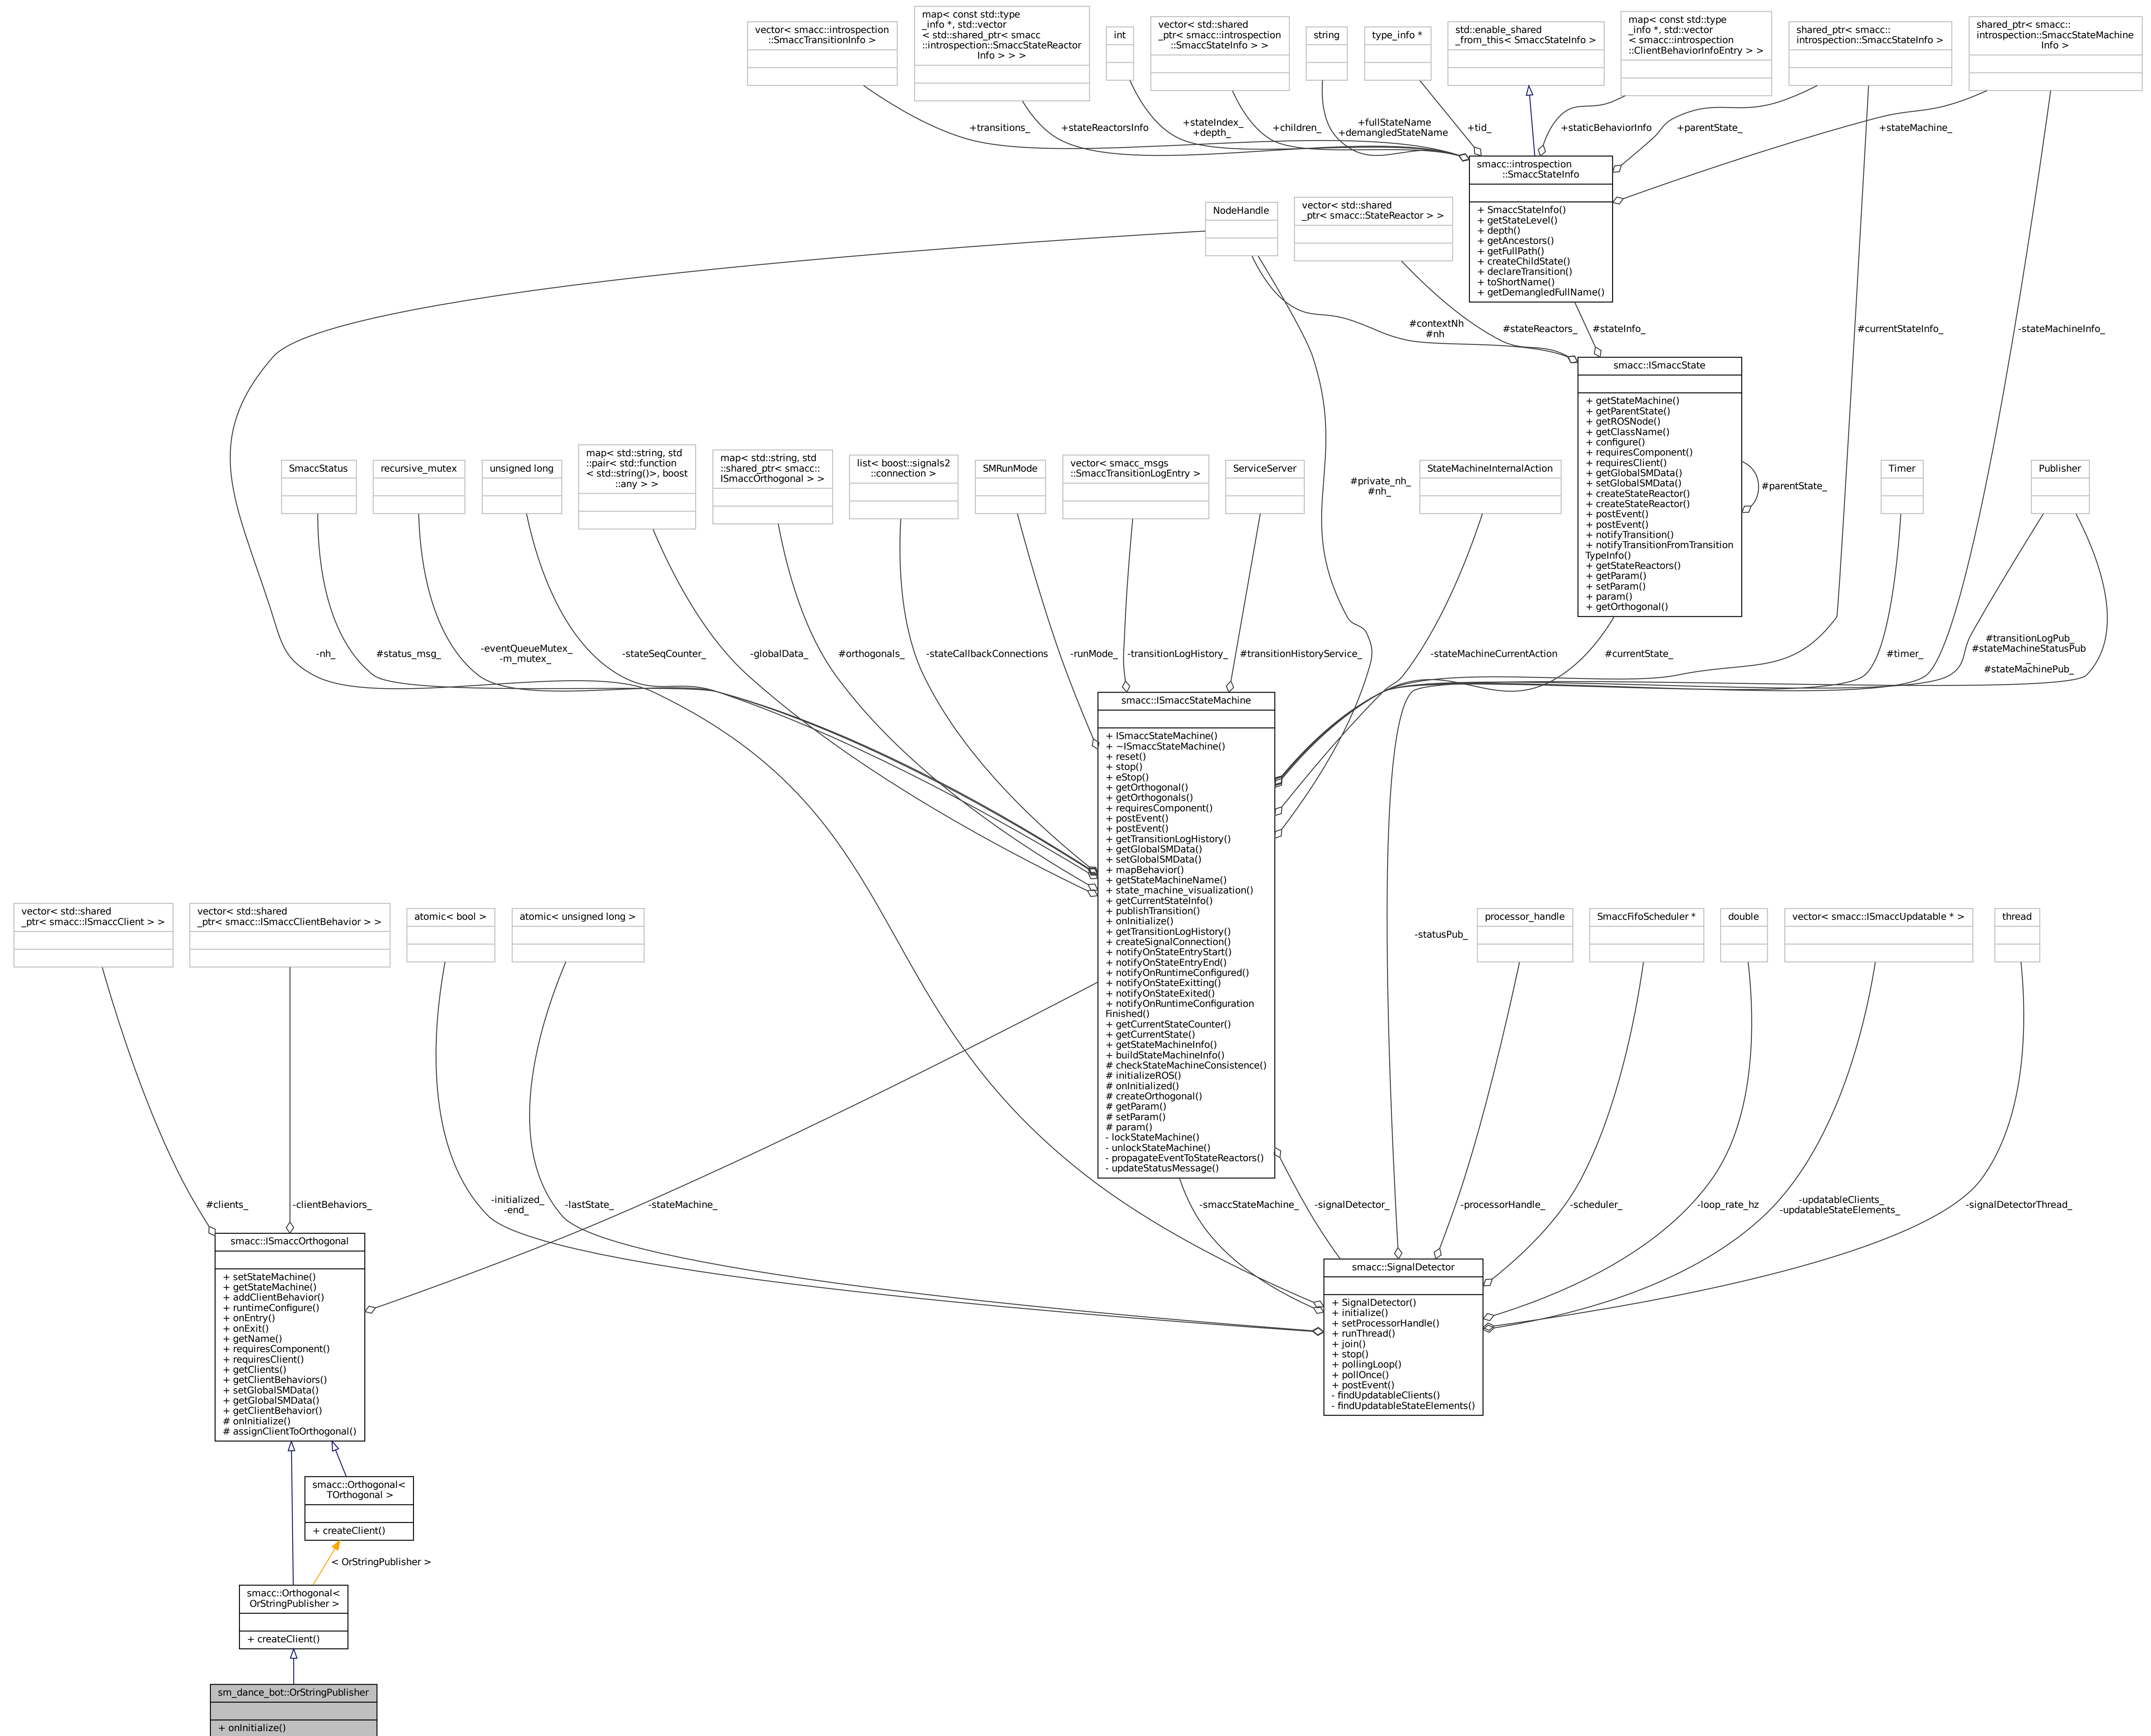 vector< smacc::introspection
::SmaccTransitionInfo >
map< const std::type
_info *, std::vector
< std::shared_ptr< smacc
::introspection::SmaccStateReactor
Info > > >
int
vector< std::shared
_ptr< smacc::introspection
::SmaccStateInfo > >
string
type_info *
std::enable_shared
_from_this< SmaccStateInfo >
map< const std::type
_info *, std::vector
< smacc::introspection
::ClientBehaviorInfoEntry > >
shared_ptr< smacc::
introspection::SmaccStateInfo >
shared_ptr< smacc::
introspection::SmaccStateMachine
Info >
+transitions_
+stateReactorsInfo
+stateIndex_
+depth_
+children_
+fullStateName
+demangledStateName
+tid_
+staticBehaviorInfo
+parentState_
+stateMachine_
smacc::introspection
::SmaccStateInfo
+ SmaccStateInfo()
+ getStateLevel()
+ depth()
+ getAncestors()
+ getFullPath()
+ createChildState()
+ declareTransition()
+ toShortName()
+ getDemangledFullName()
NodeHandle
vector< std::shared
_ptr< smacc::StateReactor > >
#contextNh
#nh
#stateReactors_
#stateInfo_
#currentStateInfo_
-stateMachineInfo_
smacc::ISmaccState
+ getStateMachine()
+ getParentState()
+ getROSNode()
+ getClassName()
+ configure()
+ requiresComponent()
+ requiresClient()
+ getGlobalSMData()
+ setGlobalSMData()
+ createStateReactor()
+ createStateReactor()
+ postEvent()
+ postEvent()
+ notifyTransition()
+ notifyTransitionFromTransition
TypeInfo()
+ getStateReactors()
+ getParam()
+ setParam()
+ param()
+ getOrthogonal()
#parentState_
SmaccStatus
recursive_mutex
unsigned long
map< std::string, std
::pair< std::function
< std::string()>, boost
::any > >
map< std::string, std
::shared_ptr< smacc::
ISmaccOrthogonal > >
list< boost::signals2
::connection >
SMRunMode
vector< smacc_msgs
::SmaccTransitionLogEntry >
ServiceServer
#private_nh_
#nh_
StateMachineInternalAction
Timer
Publisher
-nh_
#status_msg_
-eventQueueMutex_
-m_mutex_
-stateSeqCounter_
-globalData_
#orthogonals_
-stateCallbackConnections
-runMode_
-transitionLogHistory_
#transitionHistoryService_
-stateMachineCurrentAction
#currentState_
#timer_
#transitionLogPub_
#stateMachineStatusPub
_
#stateMachinePub_
smacc::ISmaccStateMachine
+ ISmaccStateMachine()
+ ~ISmaccStateMachine()
+ reset()
+ stop()
+ eStop()
+ getOrthogonal()
+ getOrthogonals()
+ requiresComponent()
+ postEvent()
+ postEvent()
+ getTransitionLogHistory()
+ getGlobalSMData()
+ setGlobalSMData()
+ mapBehavior()
+ getStateMachineName()
+ state_machine_visualization()
+ getCurrentStateInfo()
+ publishTransition()
+ onInitialize()
+ getTransitionLogHistory()
+ createSignalConnection()
+ notifyOnStateEntryStart()
+ notifyOnStateEntryEnd()
+ notifyOnRuntimeConfigured()
+ notifyOnStateExitting()
+ notifyOnStateExited()
+ notifyOnRuntimeConfiguration
Finished()
+ getCurrentStateCounter()
+ getCurrentState()
+ getStateMachineInfo()
+ buildStateMachineInfo()
# checkStateMachineConsistence()
# initializeROS()
# onInitialized()
# createOrthogonal()
# getParam()
# setParam()
# param()
- lockStateMachine()
- unlockStateMachine()
- propagateEventToStateReactors()
- updateStatusMessage()
vector< std::shared
_ptr< smacc::ISmaccClient > >
vector< std::shared
_ptr< smacc::ISmaccClientBehavior > >
atomic< bool >
atomic< unsigned long >
-statusPub_
processor_handle
SmaccFifoScheduler *
double
vector< smacc::ISmaccUpdatable * >
thread
#clients_
-clientBehaviors_
-initialized_
-end_
-lastState_
-stateMachine_
-smaccStateMachine_
-signalDetector_
-processorHandle_
-scheduler_
-loop_rate_hz
-updatableClients_
-updatableStateElements_
-signalDetectorThread_
smacc::ISmaccOrthogonal
+ setStateMachine()
+ getStateMachine()
+ addClientBehavior()
+ runtimeConfigure()
+ onEntry()
+ onExit()
+ getName()
+ requiresComponent()
+ requiresClient()
+ getClients()
+ getClientBehaviors()
+ setGlobalSMData()
+ getGlobalSMData()
+ getClientBehavior()
# onInitialize()
# assignClientToOrthogonal()
smacc::SignalDetector
+ SignalDetector()
+ initialize()
+ setProcessorHandle()
+ runThread()
+ join()
+ stop()
+ pollingLoop()
+ pollOnce()
+ postEvent()
- findUpdatableClients()
- findUpdatableStateElements()
smacc::Orthogonal<
TOrthogonal >
+ createClient()
< OrStringPublisher >
smacc::Orthogonal<
OrStringPublisher >
+ createClient()
sm_dance_bot::OrStringPublisher
+ onInitialize()